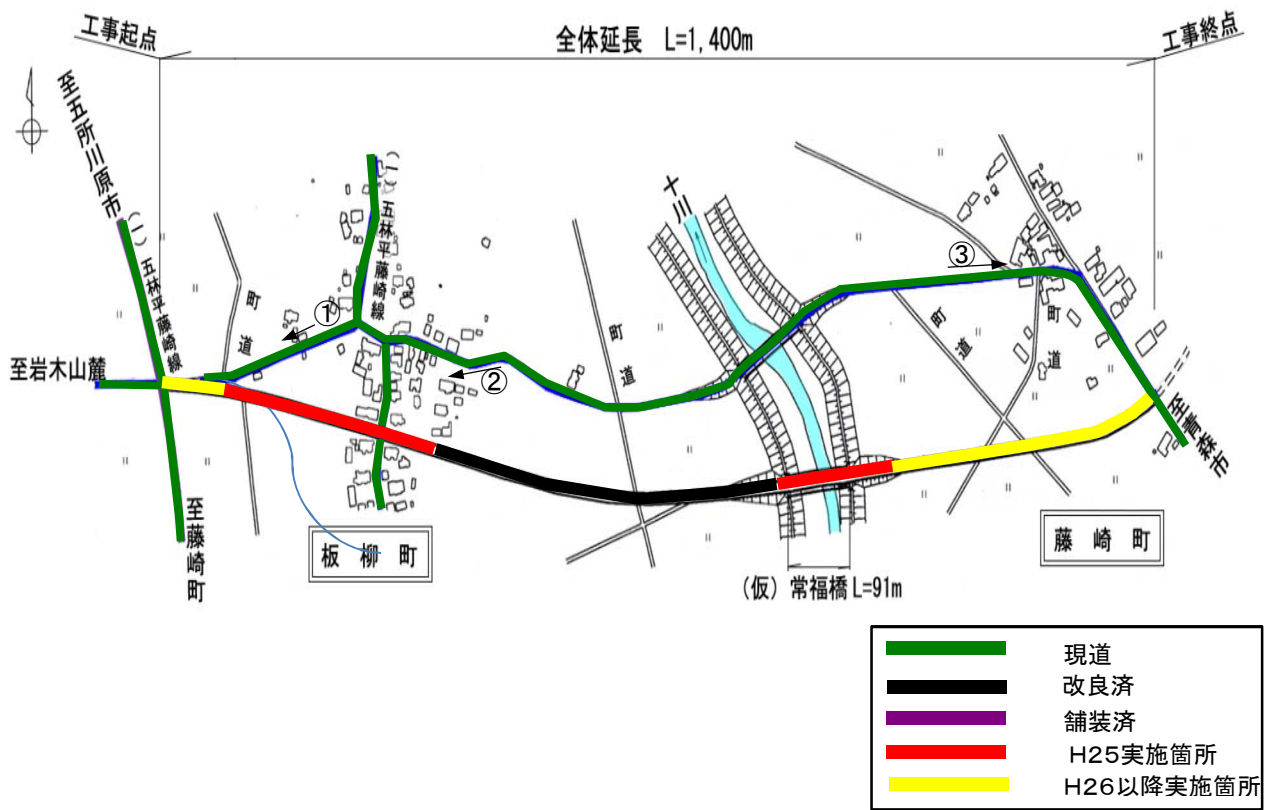 工事起点
全体延長 L=1,400m
工事終点
至五所川原市
(一)五林平藤崎線
(一)五林平藤崎線
十川
町道
①
②
③
町道
町道
町道
至岩木山麓
至青森市
至藤崎町
板柳町
藤崎町
(仮)常福橋 L=91m
現道
改良済
舗装済
H25実施箇所
H26以降実施箇所